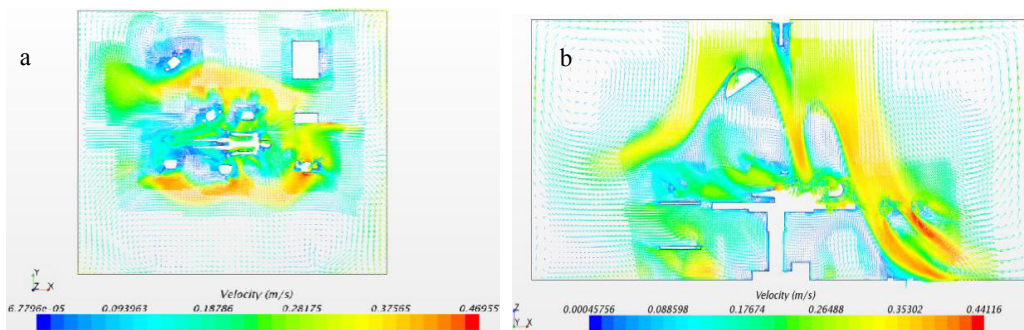 a
b
Y
Z X
Velocity (m/s)
6.7796e-05 0.093963 0.18786 0.28175 0.37565 0.46955
Z
Y X
Velocity (m/s)
0.00045756 0.088598 0.17674 0.26488 0.35302 0.44116